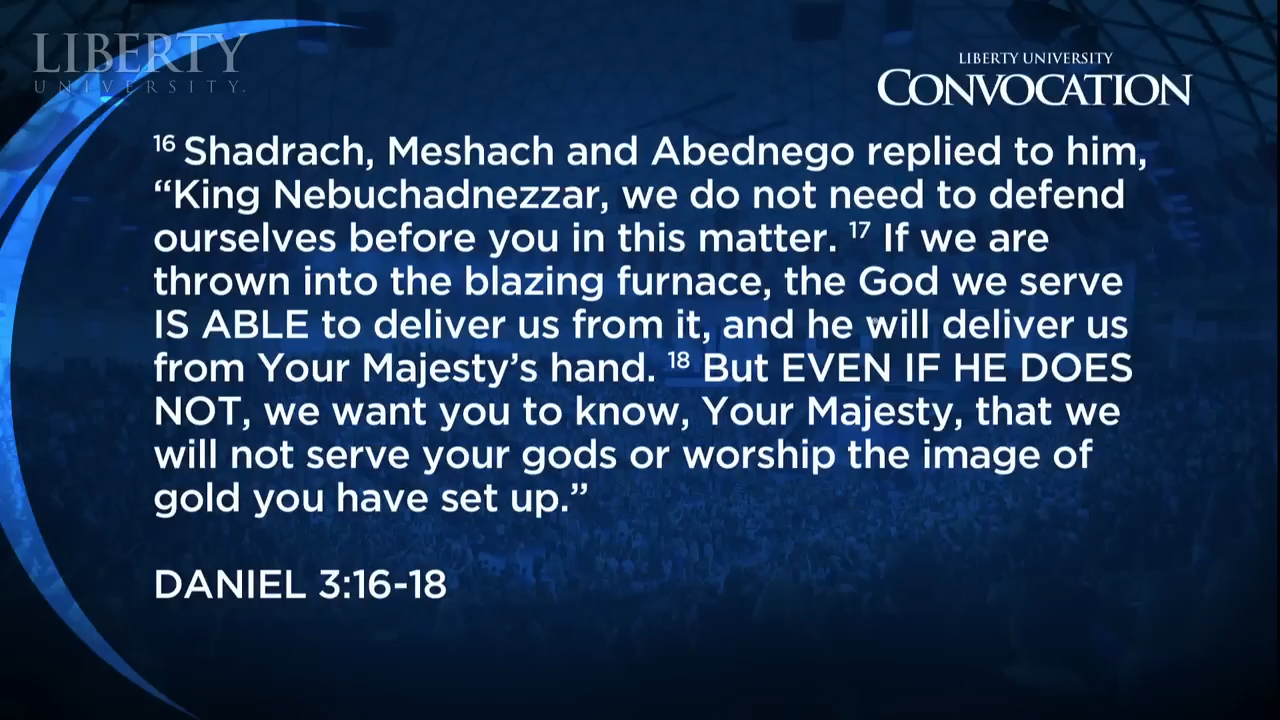 LIBERTY
UNIVERSITY.
LIBERTY UNIVERSITY
CONVOCATION
16 Shadrach, Meshach and Abednego replied to him,
“King Nebuchadnezzar, we do not need to defend
ourselves before you in this matter. 17 If we are
thrown into the blazing furnace, the God we serve
IS ABLE to deliver us from it, and he will deliver us
from Your Majesty’s hand. 18 But EVEN IF HE DOES
NOT, we want you to know, Your Majesty, that we
will not serve your gods or worship the image of
gold you have set up.”
DANIEL 3:16-18